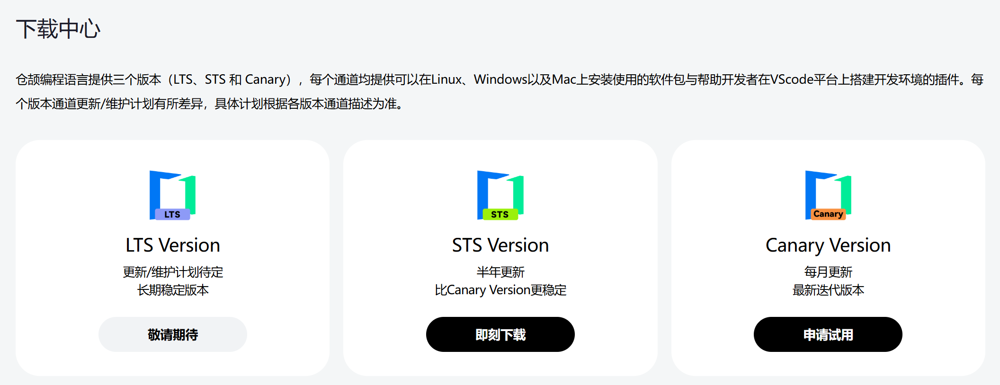 下载中心
仓颉编程语言提供三个版本（LTS、STS 和 Canary），每个通道均提供可以在Linux、Windows以及Mac上安装使用的软件包与帮助开发者在VScode平台上搭建开发环境的插件。每
个版本通道更新/维护计划有所差异，具体计划根据各版本通道描述为准。
LTS
LTS Version
更新/维护计划待定
长期稳定版本
敬请期待
STS
STS Version
半年更新
比Canary Version更稳定
即刻下载
Canary
Canary Version
每月更新
最新迭代版本
申请试用